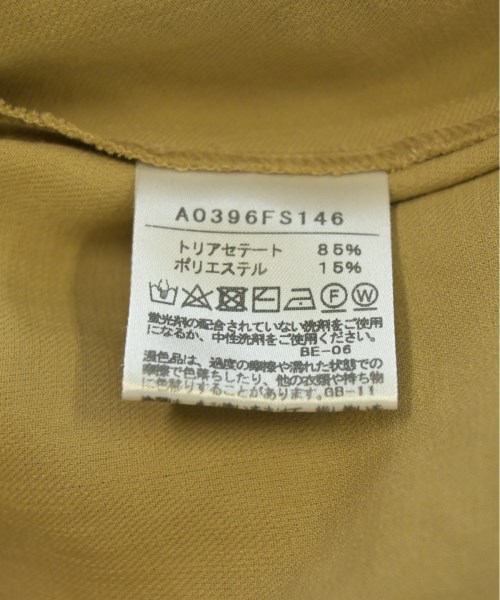 A0396FS146
トリアセテート 85%
ポリエステル 15%
F W
蛍光剤の配合されていない洗剤をご使用
になるか、中性洗剤をご使用ください。
BE-06
濃色品は、過度の摩擦や濡れた状態での
摩擦で色落ちしたり、他の衣類や持ち物
に色移りすることがあります。GB-11